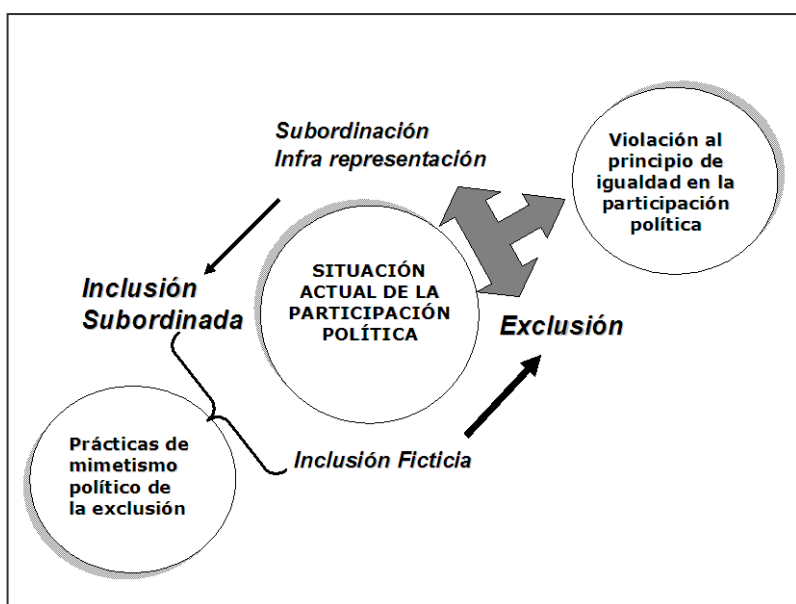 Subordinación
Infra representación
Violación al
principio de
igualdad en la
participación
política
SITUACIÓN
ACTUAL DE LA
PARTICIPACIÓN
POLÍTICA
Inclusión
Subordinada
Exclusión
Prácticas de
mimetismo
político de
la exclusión
Inclusión Ficticia